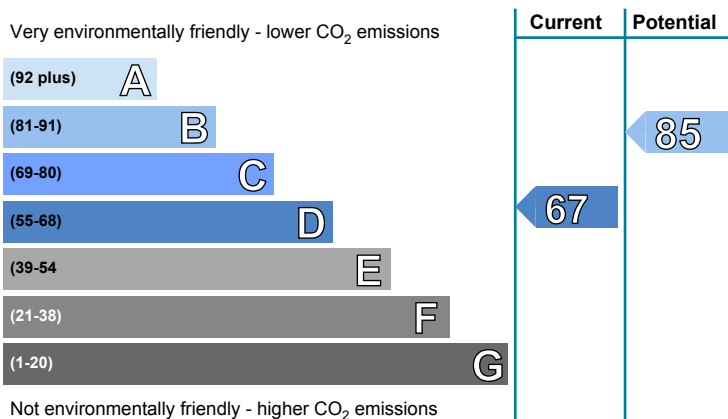 Current Potential
Very environmentally friendly - lower CO2 emissions
(92 plus) A
(81-91) B
85
(69-80) C
(55-68) D
67
(39-54 E
(21-38) F
(1-20) G
Not environmentally friendly - higher CO2 emissions